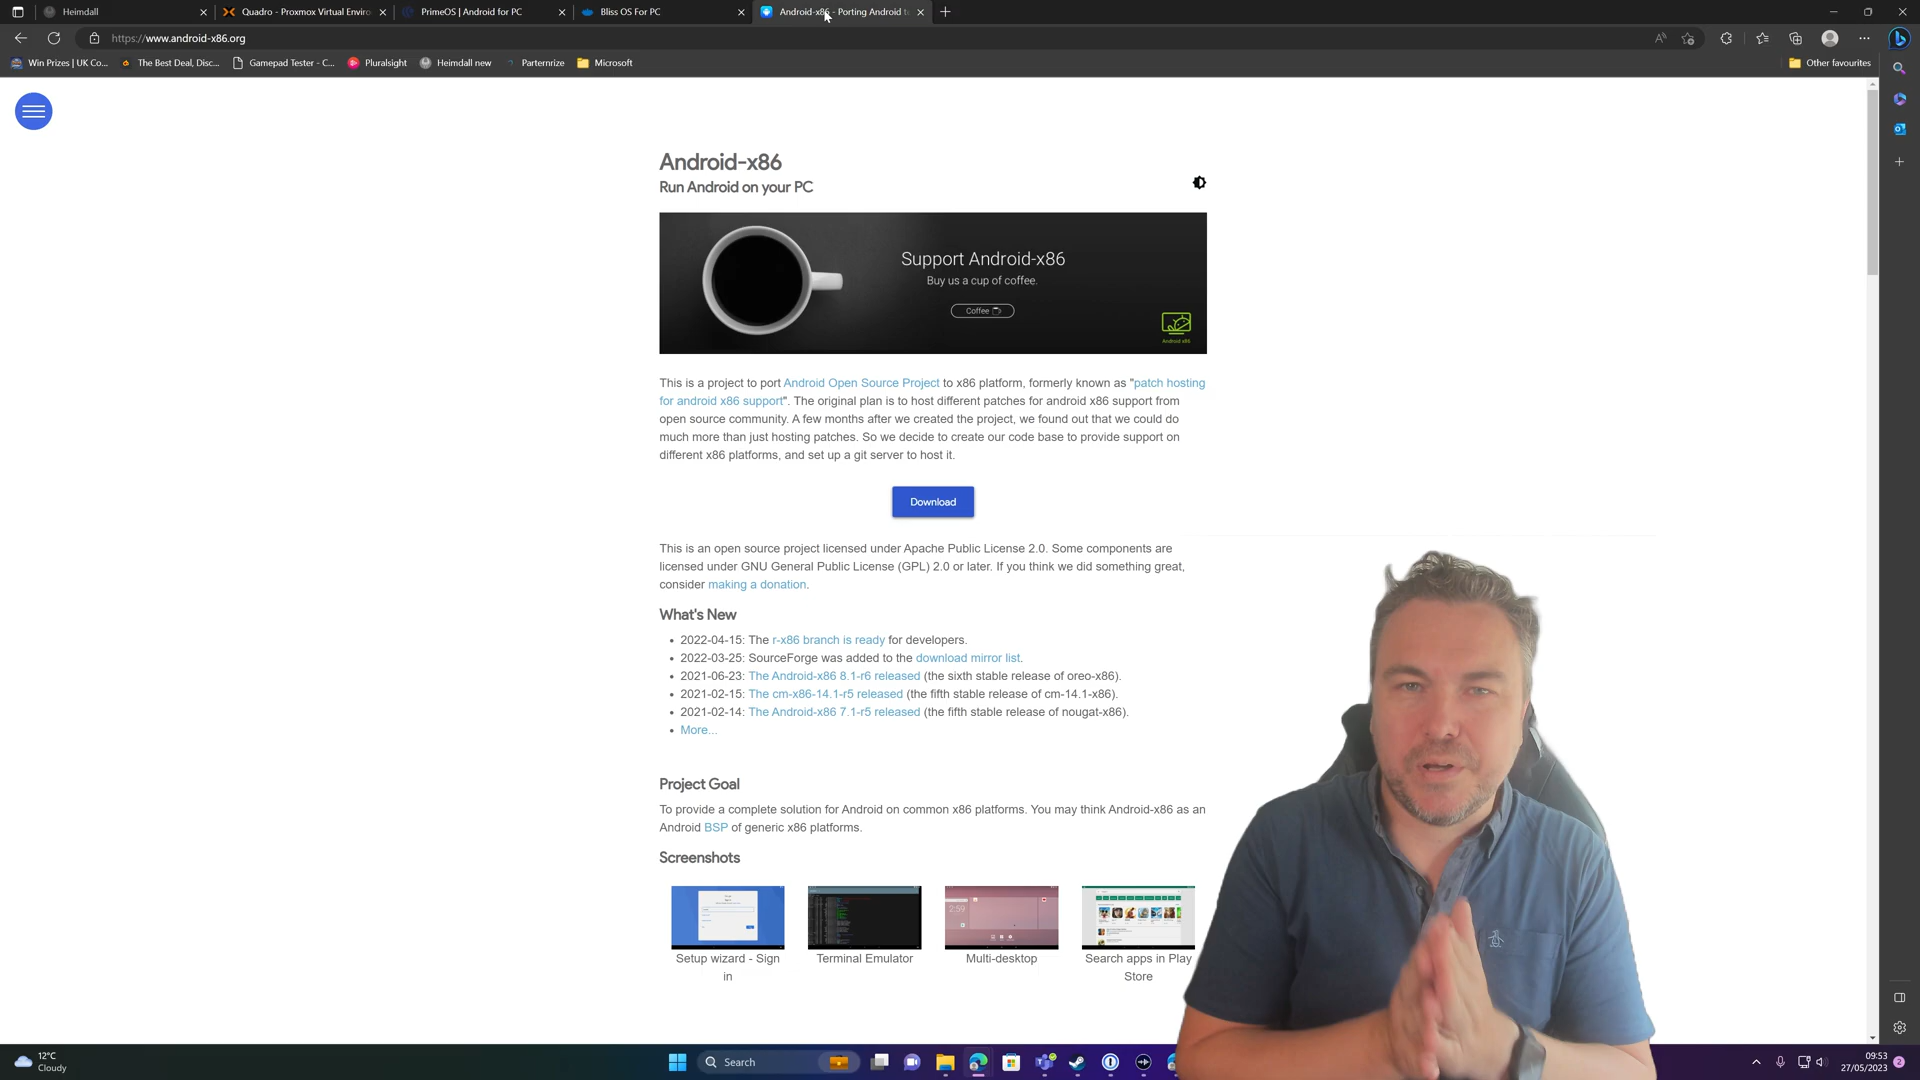 Heimdall
Quadro - Proxmox Virtual Enviro
PrimeOS | Android for PC
Bliss OS For PC
Android-x86 - Porting Android t
https://www.android-x86.org
Win Prizes | UK Co...
The Best Deal, Disc...
Gamepad Tester - C...
Pluralsight
Heimdall new
Parternrize
Microsoft
Other favourites
Android-x86
Run Android on your PC
Support Android-x86
Buy us a cup of coffee.
Coffee
Android x86
This is a project to port Android Open Source Project to x86 platform, formerly known as "patch hosting
for android x86 support". The original plan is to host different patches for android x86 support from
open source community. A few months after we created the project, we found out that we could do
much more than just hosting patches. So we decide to create our code base to provide support on
different x86 platforms, and set up a git server to host it.
Download
This is an open source project licensed under Apache Public License 2.0. Some components are
licensed under GNU General Public License (GPL) 2.0 or later. If you think we did something great,
consider making a donation.
What's New
• 2022-04-15: The r-x86 branch is ready for developers.
• 2022-03-25: SourceForge was added to the download mirror list.
• 2021-06-23: The Android-x86 8.1-r6 released (the sixth stable release of oreo-x86).
• 2021-02-15: The cm-x86-14.1-r5 released (the fifth stable release of cm-14.1-x86).
• 2021-02-14: The Android-x86 7.1-r5 released (the fifth stable release of nougat-x86).
• More...
Project Goal
To provide a complete solution for Android on common x86 platforms. You may think Android-x86 as an
Android BSP of generic x86 platforms.
Screenshots
2:59
Setup wizard - Sign
in
Terminal Emulator
Multi-desktop
Search apps in Play
Store
12°C
Cloudy
Search
09:53
27/05/2023
2